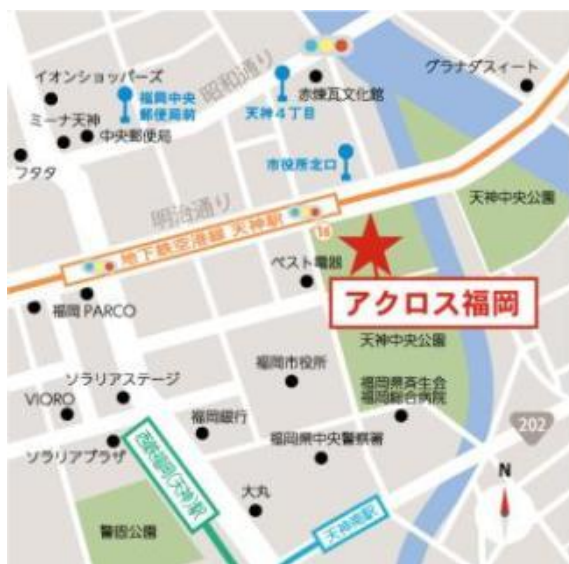 イオンショッパーズ
福岡中央
郵便局前
昭和通り
赤煉瓦文化館
グラナダスィート
ミーナ天神
中央郵便局
天神4丁目
フタタ
市役所北口
明治通り
天神中央公園
地下鉄空港線 天神駅
16
ベスト電器
アクロス福岡
福岡 PARCO
天神中央公園
福岡市役所
ソラリアステージ
福岡県済生会
福岡総合病院
VIORO
福岡銀行
202
ソラリアプラザ
西鉄福岡(天神)駅
福岡県中央警察署
N
大丸
天神南駅
警固公園